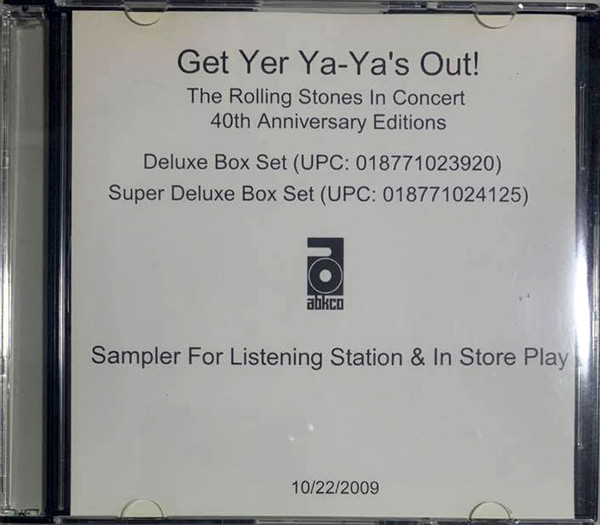 Get Yer Ya-Ya's Out!
The Rolling Stones In Concert
40th Anniversary Editions
Deluxe Box Set (UPC: 018771023920)
Super Deluxe Box Set (UPC: 018771024125)
abkco
Sampler For Listening Station & In Store Play
10/22/2009